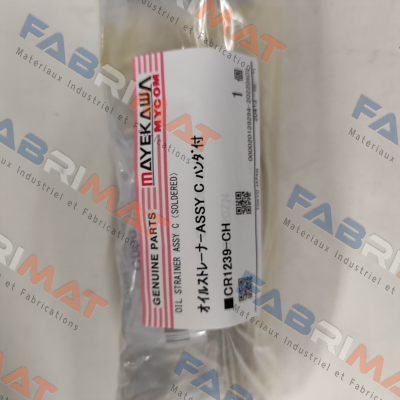 GENUINE PARTS
MAYEKAWA
MYCOM
OIL STRAINER ASSY C (SOLDERED)
オイルストレーナーASSY C ハンダ付
1 個
■CR1239-CH
FABRIMAT
Matériaux Industriel et Fabrications